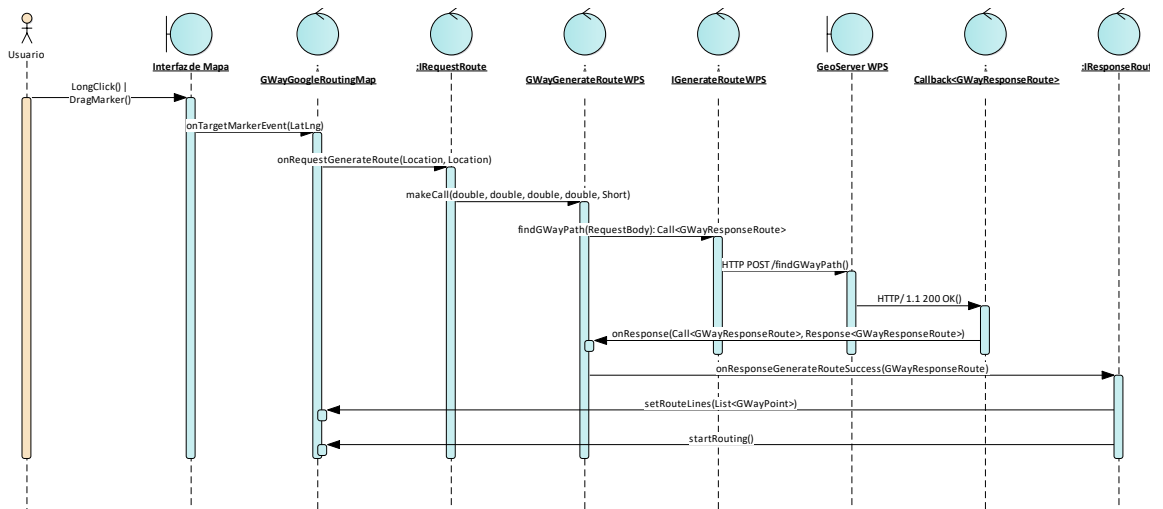 Usuario
Interfaz de Mapa
:
GWayGoogleRoutingMap
:IRequestRoute
:
GWayGenerateRouteWPS
:
IGenerateRouteWPS
GeoServer WPS
:
Callback<GWayResponseRoute>
:IResponseRout
LongClick() |
DragMarker()
onTargetMarkerEvent(LatLng)
onRequestGenerateRoute(Location, Location)
makeCall(double, double, double, double, Short)
findGWayPath(RequestBody): Call<GWayResponseRoute>
HTTP POST /findGWayPath()
HTTP/ 1.1 200 OK()
onResponse(Call<GWayResponseRoute>, Response<GWayResponseRoute>)
onResponseGenerateRouteSuccess(GWayResponseRoute)
setRouteLines(List<GWayPoint>)
startRouting()